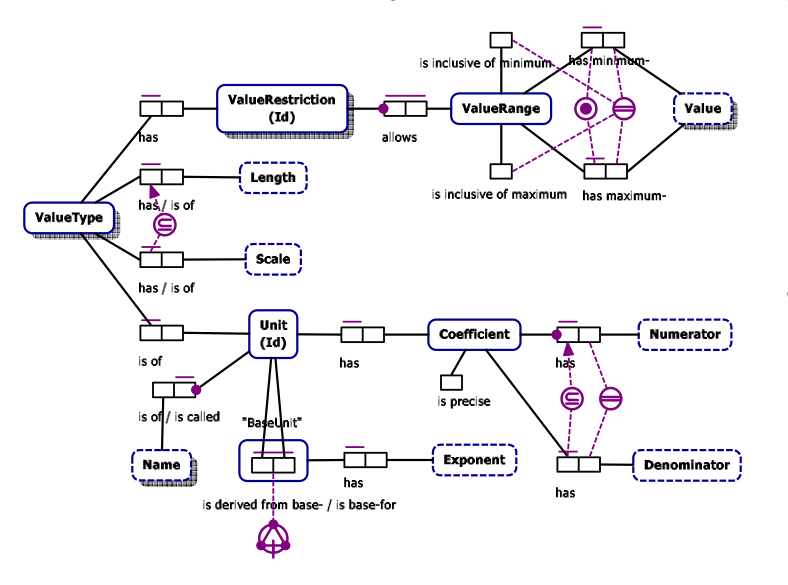 is inclusive of minimum
has minimum-
ValueRestriction
(Id)
ValueRange
Value
has
allows
Length
is inclusive of maximum
has maximum-
has / is of
ValueType
Scale
has / is of
Unit
(Id)
Coefficient
Numerator
is of
has
has
is precise
is of / is called
"BaseUnit"
Name
Exponent
Denominator
has
has
is derived from base- / is base-for